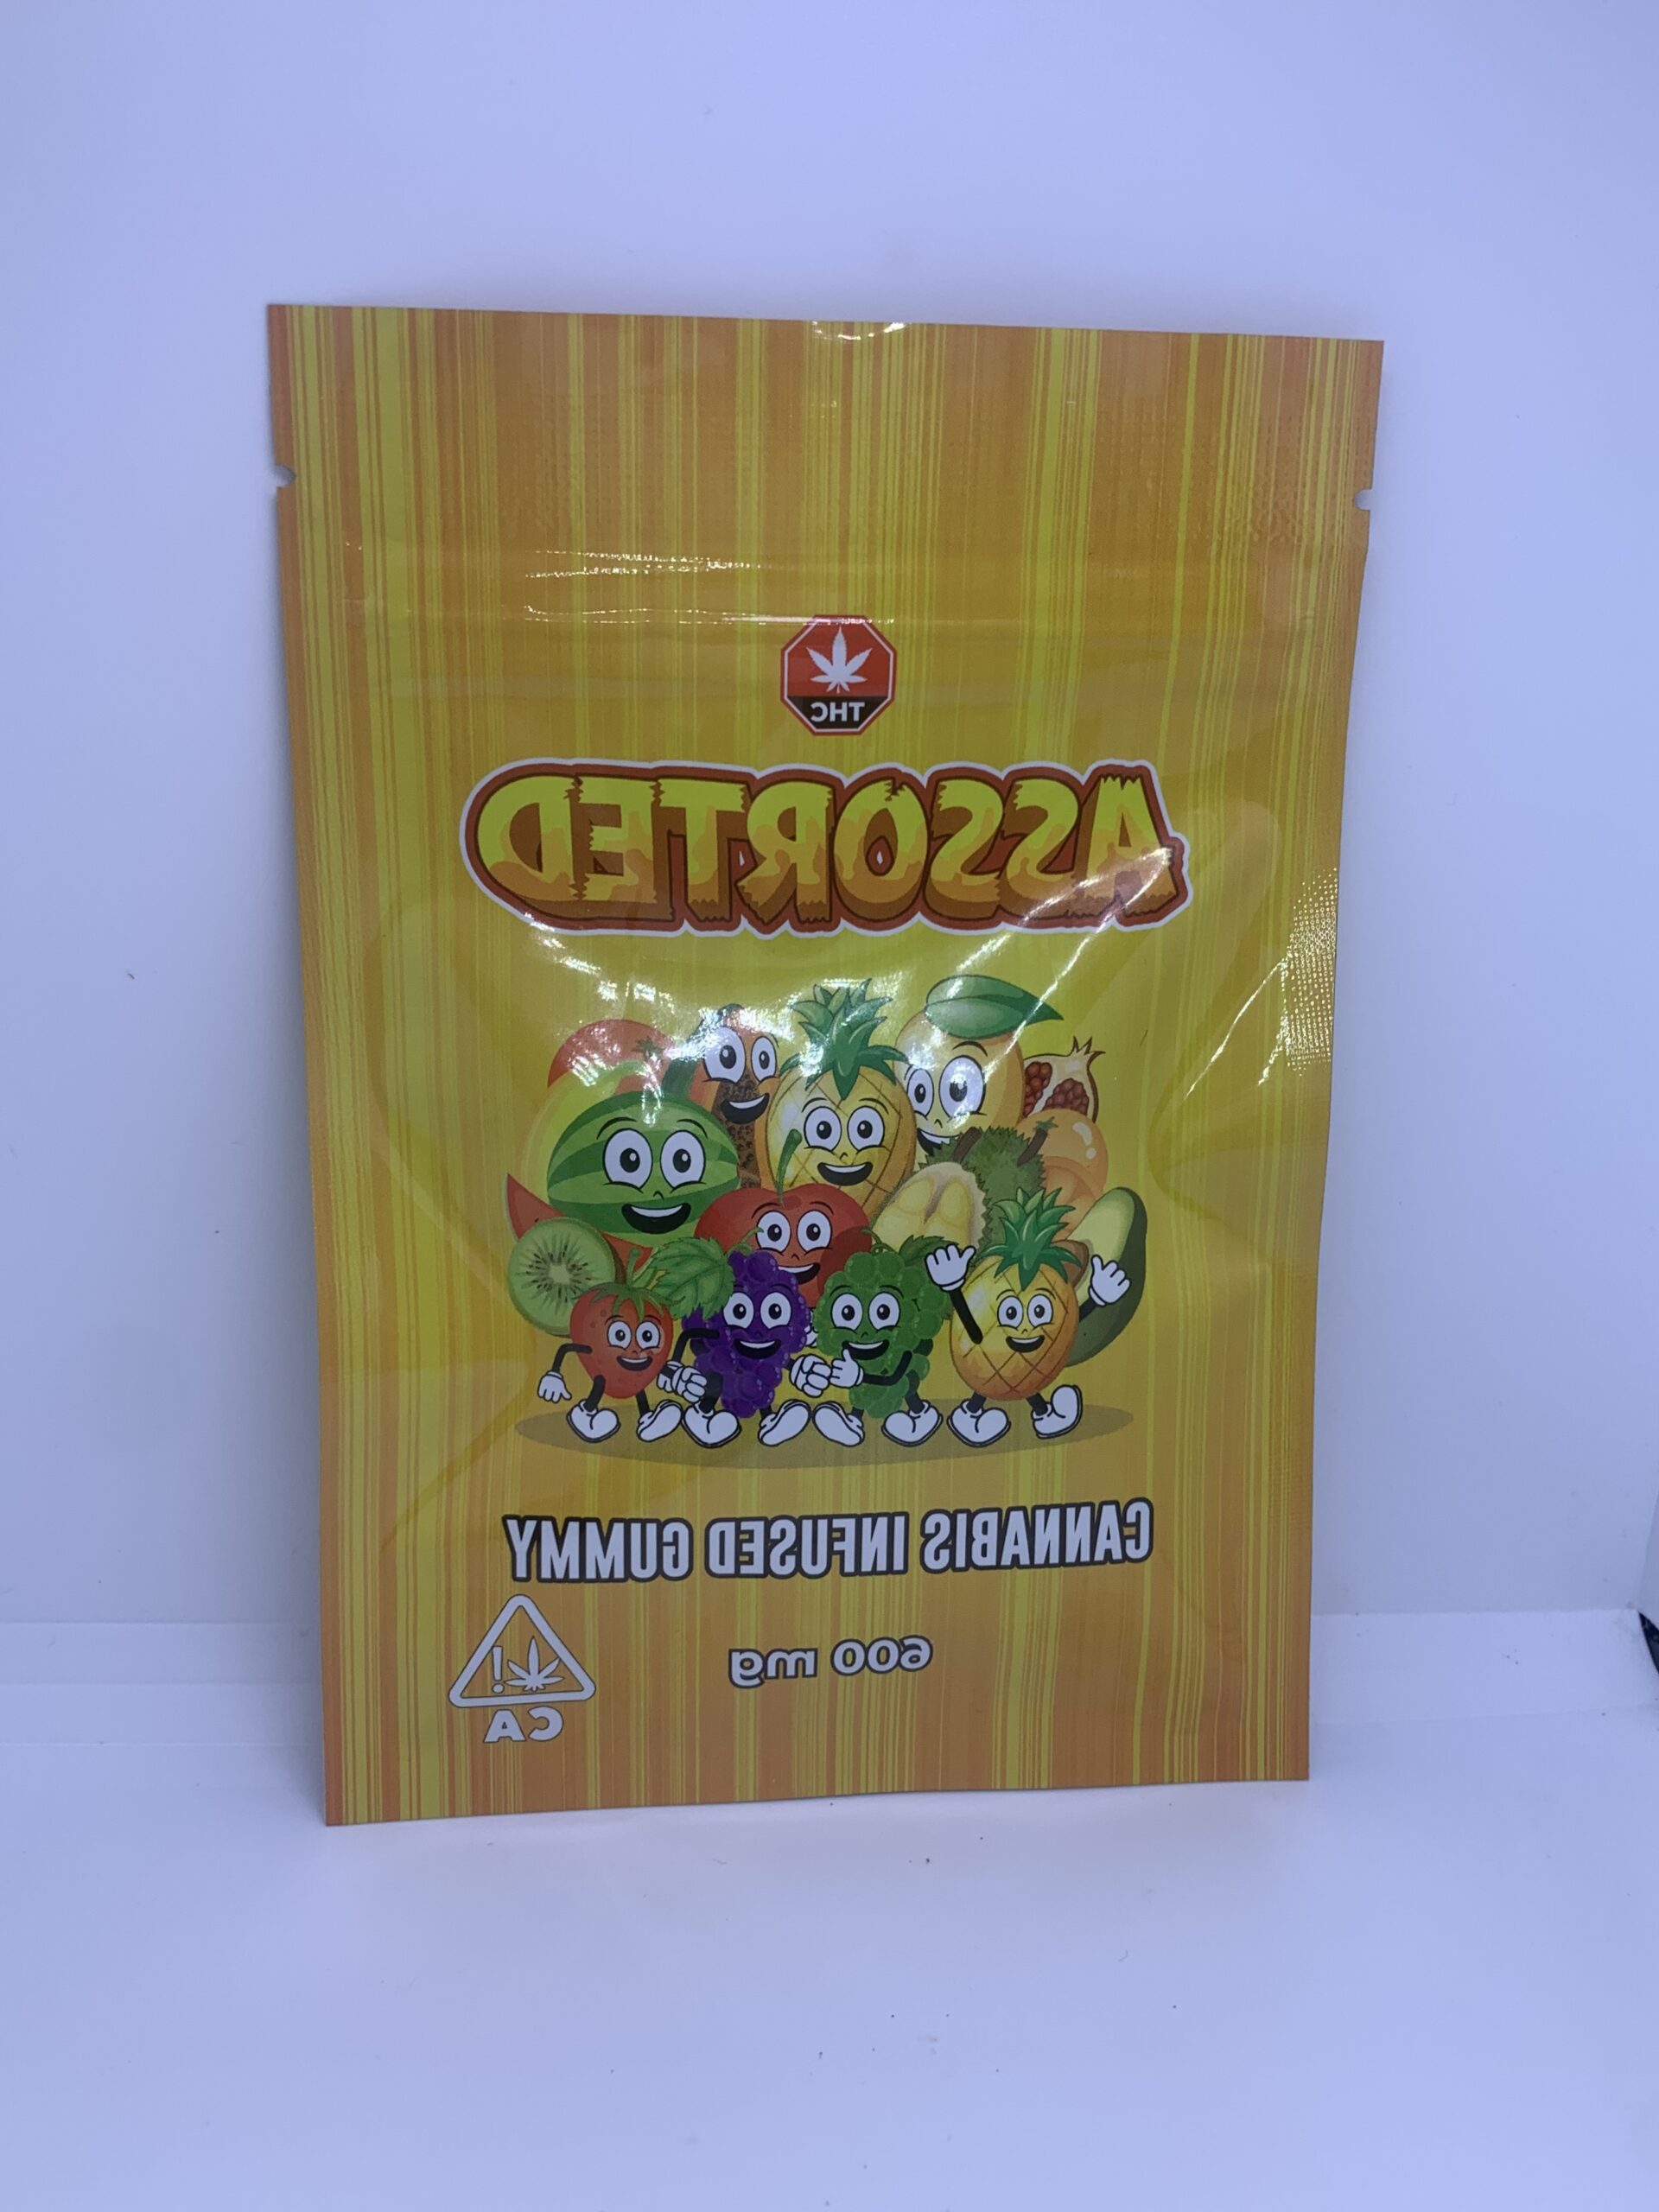 THC
ASSORTED
CANNABIS INFUSED GUMMY
600 mg
!
CA